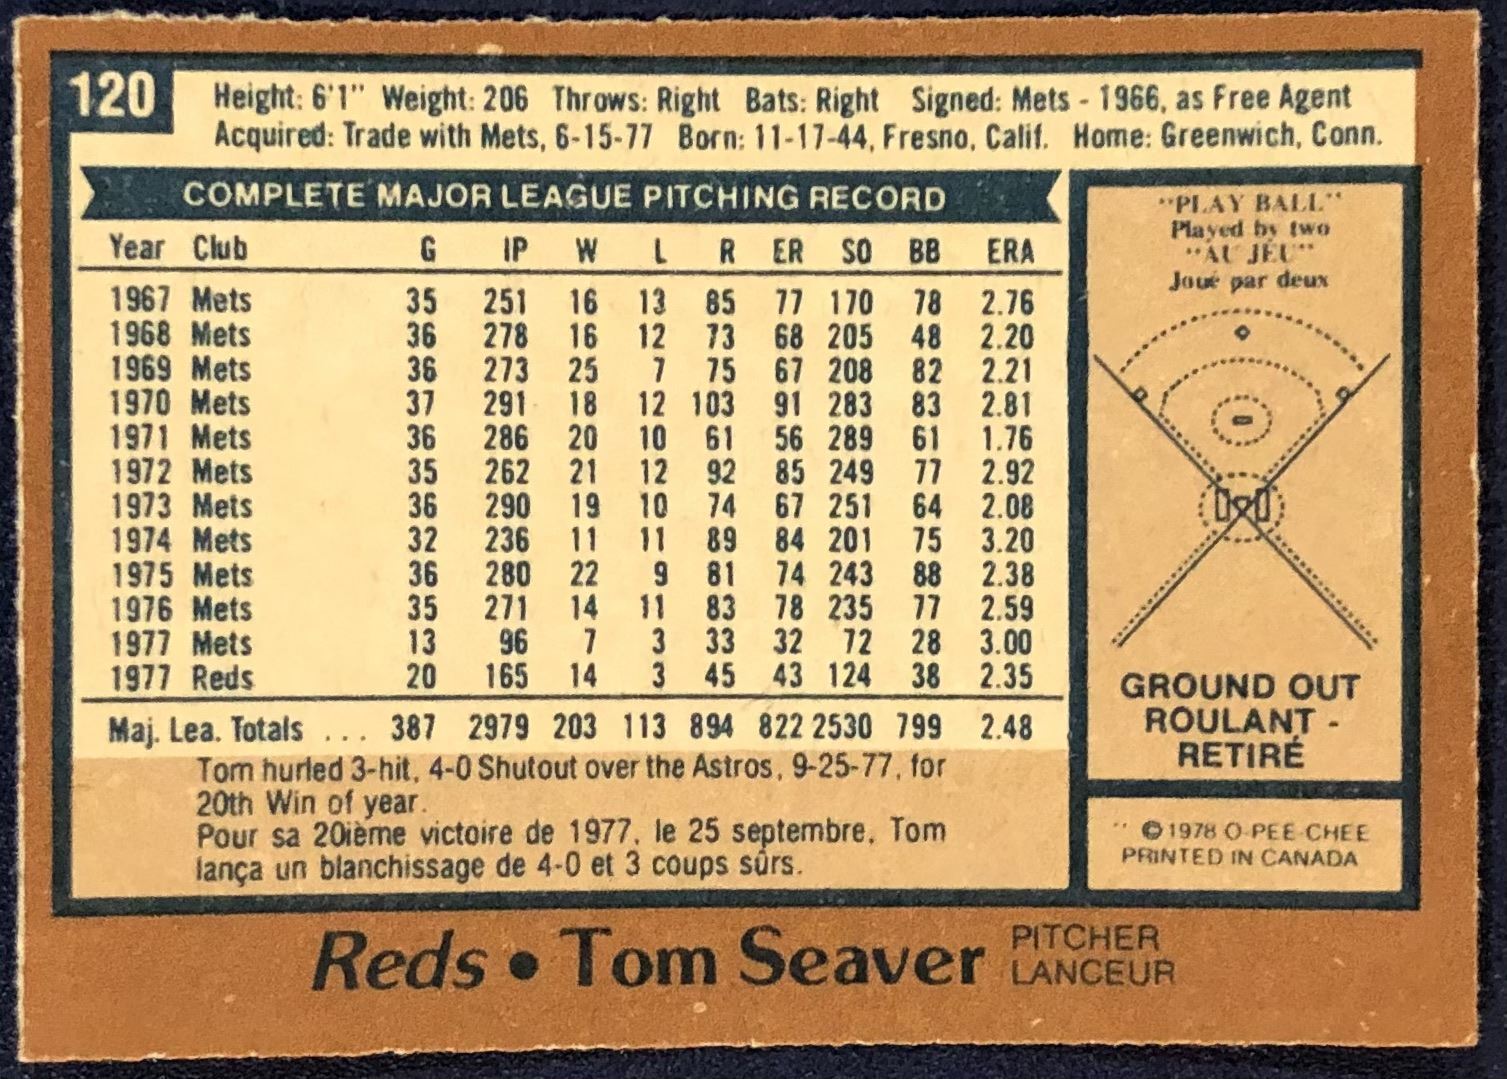 120
Height: 6'1" Weight: 206 Throws: Right Bats: Right Signed: Mets - 1966, as Free Agent
Acquired: Trade with Mets, 6-15-77 Born: 11-17-44, Fresno, Calif. Home: Greenwich, Conn.
COMPLETE MAJOR LEAGUE PITCHING RECORD
Year Club G IP W L R ER SO BB ERA
1967 Mets 35 251 16 13 85 77 170 78 2.76
1968 Mets 36 278 16 12 73 68 205 48 2.20
1969 Mets 36 273 25 7 75 67 208 82 2.21
1970 Mets 37 291 18 12 103 91 283 83 2.81
1971 Mets 36 286 20 10 61 56 289 61 1.76
1972 Mets 35 262 21 12 92 85 249 77 2.92
1973 Mets 36 290 19 10 74 67 251 64 2.08
1974 Mets 32 236 11 11 89 84 201 75 3.20
1975 Mets 36 280 22 9 81 74 243 88 2.38
1976 Mets 35 271 14 11 83 78 235 77 2.59
1977 Mets 13 96 7 3 33 32 72 28 3.00
1977 Reds 20 165 14 3 45 43 124 38 2.35
Maj. Lea. Totals ... 387 2979 203 113 894 822 2530 799 2.48
Tom hurled 3-hit, 4-0 Shutout over the Astros, 9-25-77, for
20th Win of year.
Pour sa 20ième victoire de 1977, le 25 septembre, Tom
lança un blanchissage de 4-0 et 3 coups sûrs.
"PLAY BALL"
Played by two
"AU JEU"
Joué par deux
GROUND OUT
ROULANT -
RETIRÉ
© 1978 O-PEE-CHEE
PRINTED IN CANADA
Reds • Tom Seaver
PITCHER
LANCEUR